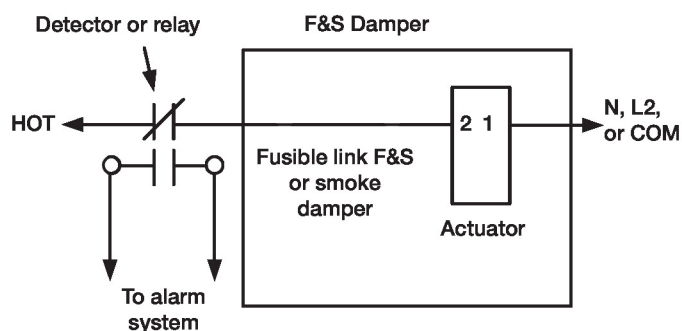 Detector or relay
F&S Damper
HOT
2 1
N, L2,
or COM
Fusible link F&S
or smoke
damper
Actuator
To alarm
system